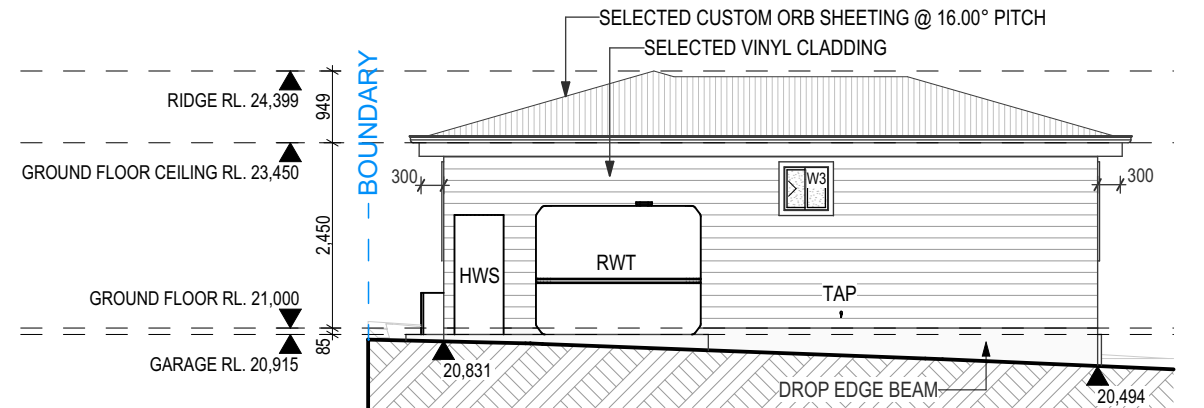 SELECTED CUSTOM ORB SHEETING @ 16.00° PITCH
SELECTED VINYL CLADDING
RIDGE RL. 24,399
949
BOUNDARY
GROUND FLOOR CEILING RL. 23,450
300
300
W3
2,450
HWS
RWT
TAP
GROUND FLOOR RL. 21,000
85
GARAGE RL. 20,915
20,831
DROP EDGE BEAM
20,494